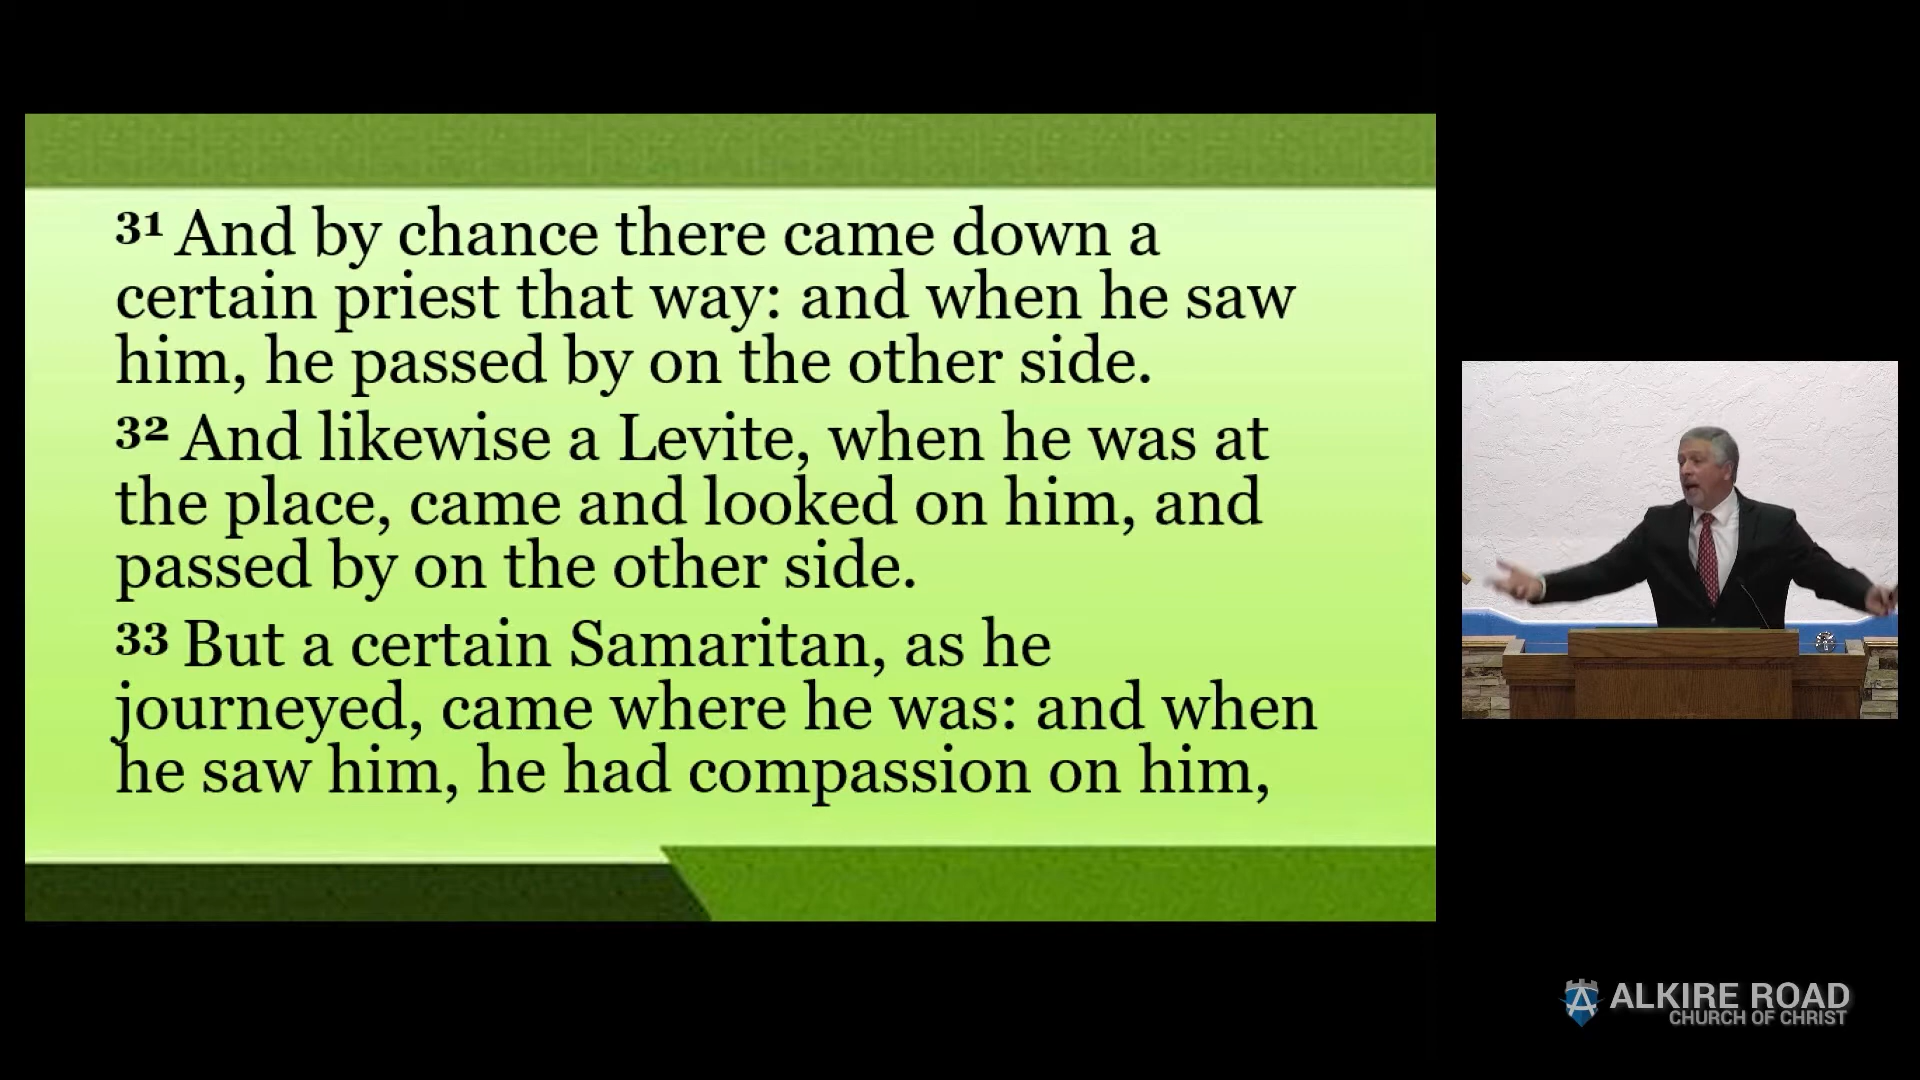 31 And by chance there came down a
certain priest that way: and when he saw
him, he passed by on the other side.
32 And likewise a Levite, when he was at
the place, came and looked on him, and
passed by on the other side.
33 But a certain Samaritan, as he
journeyed, came where he was: and when
he saw him, he had compassion on him,
ALKIRE ROAD
CHURCH OF CHRIST